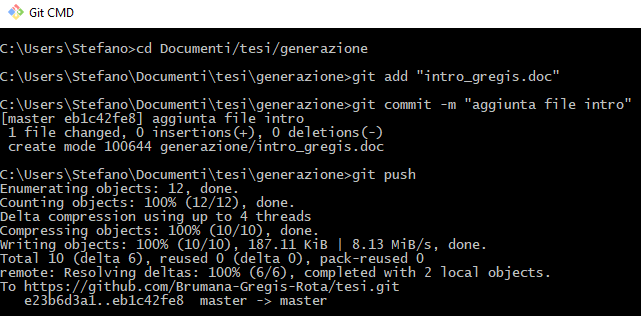 Git CMD
C:\Users\Stefano>cd Documenti/tesi/generazione
C:\Users\Stefano\Documenti\tesi\generazione>git add "intro_gregis.doc"
C:\Users\Stefano\Documenti\tesi\generazione>git commit -m "aggiunta file intro"
[master eb1c42fe8] aggiunta file intro
 1 file changed, 0 insertions(+), 0 deletions(-)
 create mode 100644 generazione/intro_gregis.doc
C:\Users\Stefano\Documenti\tesi\generazione>git push
Enumerating objects: 12, done.
Counting objects: 100% (12/12), done.
Delta compression using up to 4 threads
Compressing objects: 100% (10/10), done.
Writing objects: 100% (10/10), 187.11 KiB | 8.13 MiB/s, done.
Total 10 (delta 6), reused 0 (delta 0), pack-reused 0
remote: Resolving deltas: 100% (6/6), completed with 2 local objects.
To https://github.com/Brumana-Gregis-Rota/tesi.git
   e23b6d3a1..eb1c42fe8  master -> master